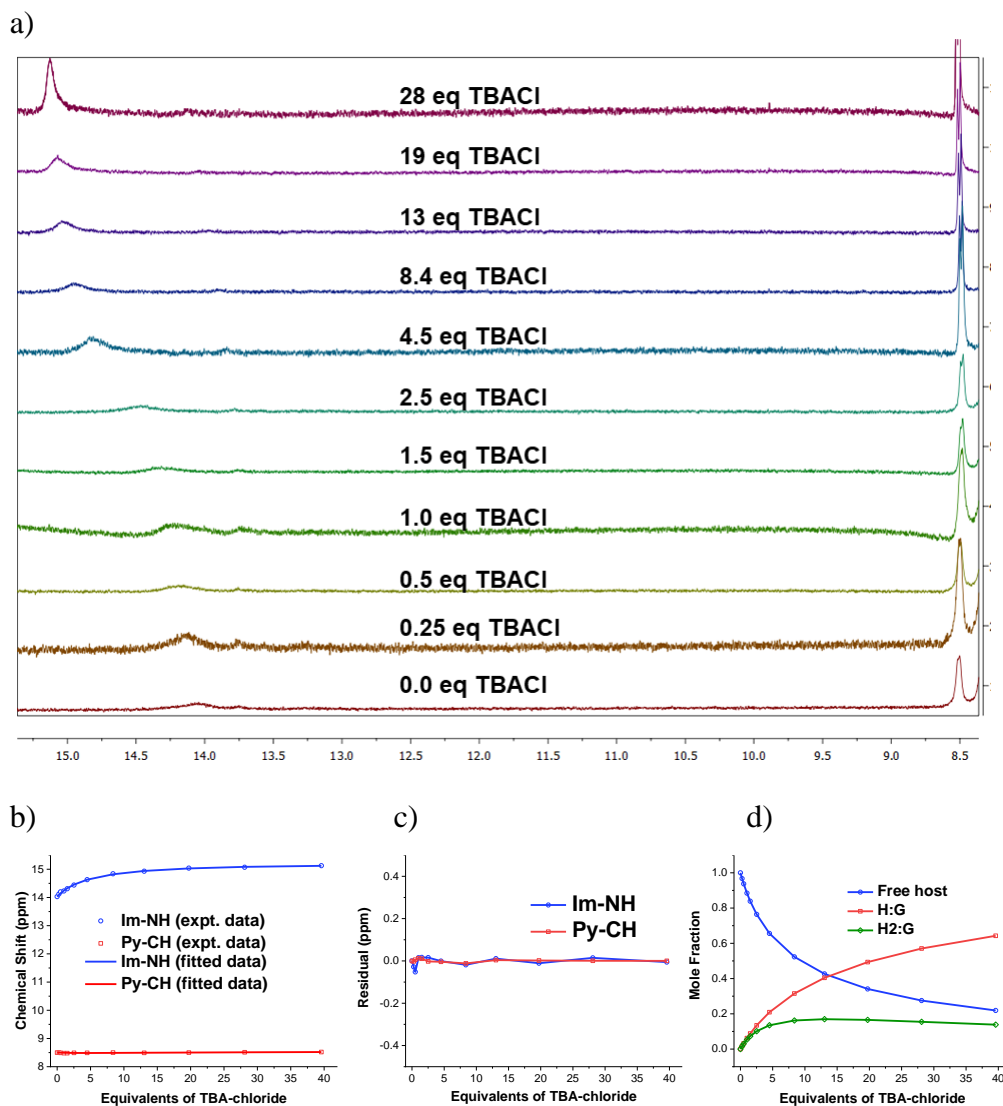 a)
28 eq TBACl
19 eq TBACl
13 eq TBACl
8.4 eq TBACl
4.5 eq TBACl
2.5 eq TBACl
1.5 eq TBACl
1.0 eq TBACl
0.5 eq TBACl
0.25 eq TBACl
0.0 eq TBACl
15.0 14.5 14.0 13.5 13.0 12.5 12.0 11.5 11.0 10.5 10.0 9.5 9.0 8.5
b)
Chemical Shift (ppm)
15
14
13
12
11
10
9
8
Im-NH (expt. data)
Py-CH (expt. data)
Im-NH (fitted data)
Py-CH (fitted data)
0 5 10 15 20 25 30 35 40
Equivalents of TBA-chloride
c)
Residual (ppm)
0.4
0.2
0.0
-0.2
-0.4
Im-NH
Py-CH
0 5 10 15 20 25 30 35 40
Equivalents of TBA-chloride
d)
Mole Fraction
1.0
0.8
0.6
0.4
0.2
0.0
Free host
H:G
H2:G
0 5 10 15 20 25 30 35 40
Equivalents of TBA-chloride